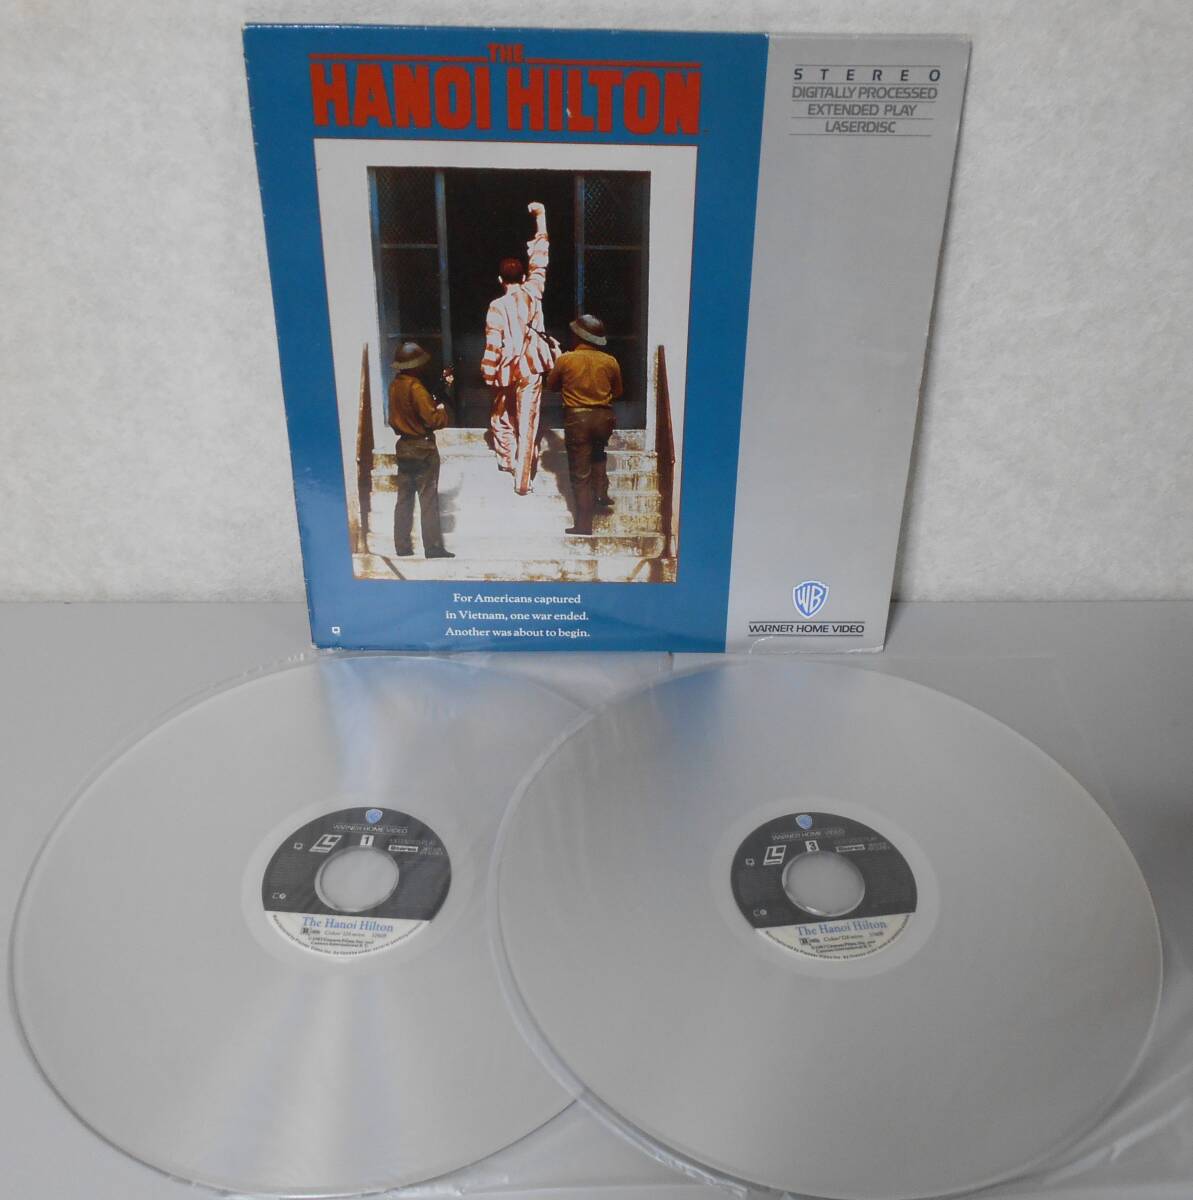 THE
HANOI HILTON
STEREO
DIGITALLY PROCESSED
EXTENDED PLAY
LASERDISC
For Americans captured
in Vietnam, one war ended.
Another was about to begin.
WB
WARNER HOME VIDEO
WARNER HOME VIDEO
1
Stereo
The Hanoi Hilton
R
WARNER HOME VIDEO
3
Stereo
The Hanoi Hilton
R